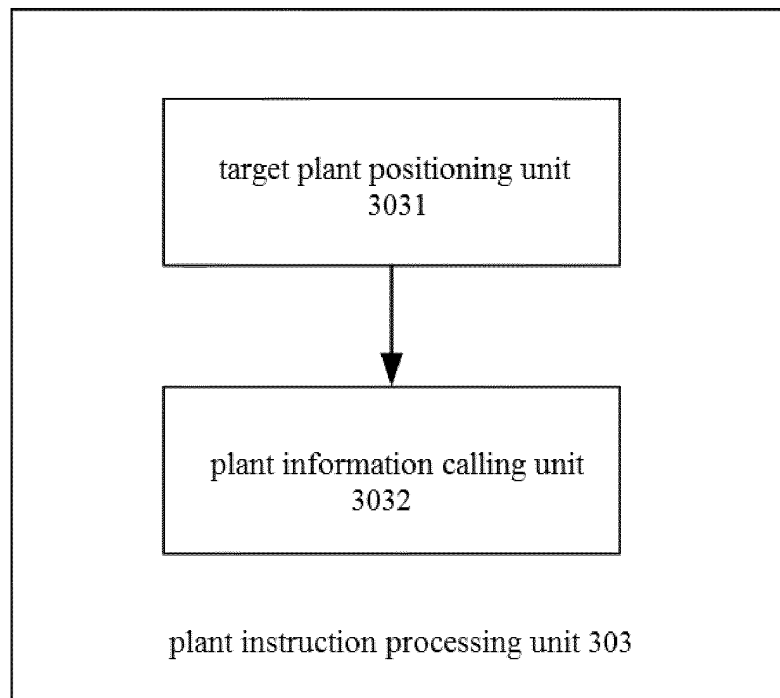 target plant positioning unit
3031
plant information calling unit
3032
plant instruction processing unit 303